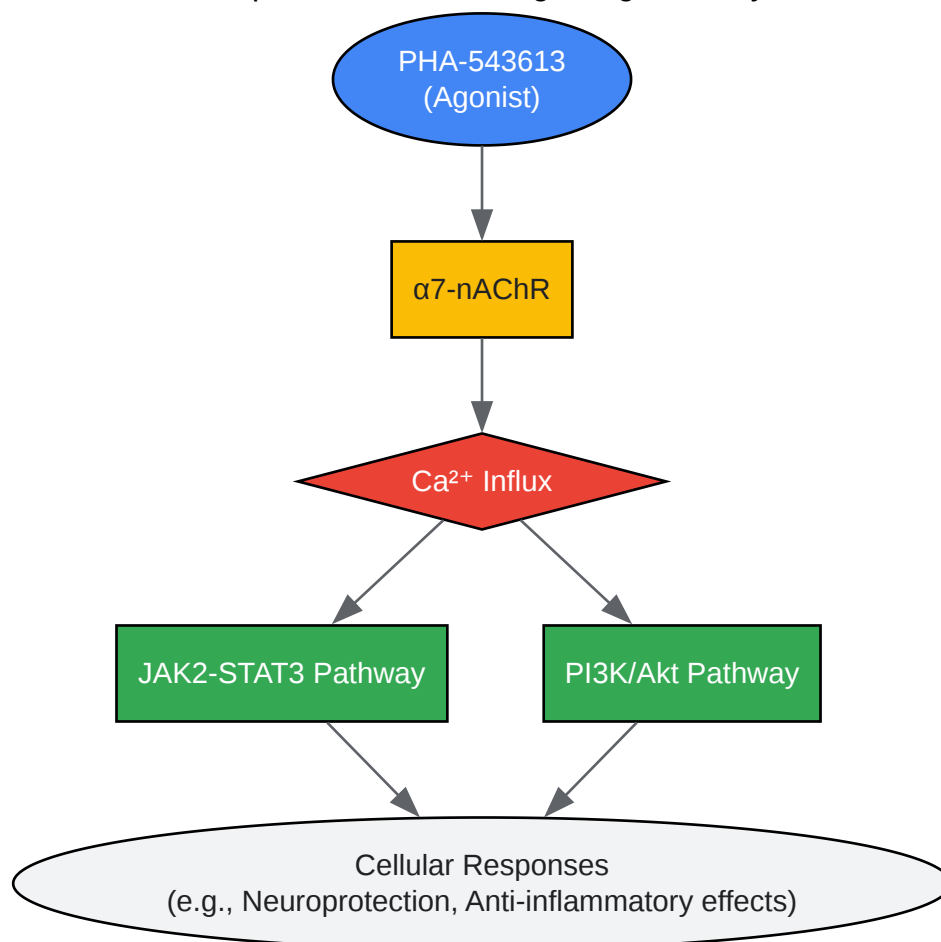 PHA-543613
(Agonist)
α7-nAChR
Ca²⁺ Influx
JAK2-STAT3 Pathway
PI3K/Akt Pathway
Cellular Responses
(e.g., Neuroprotection, Anti-inflammatory effects)